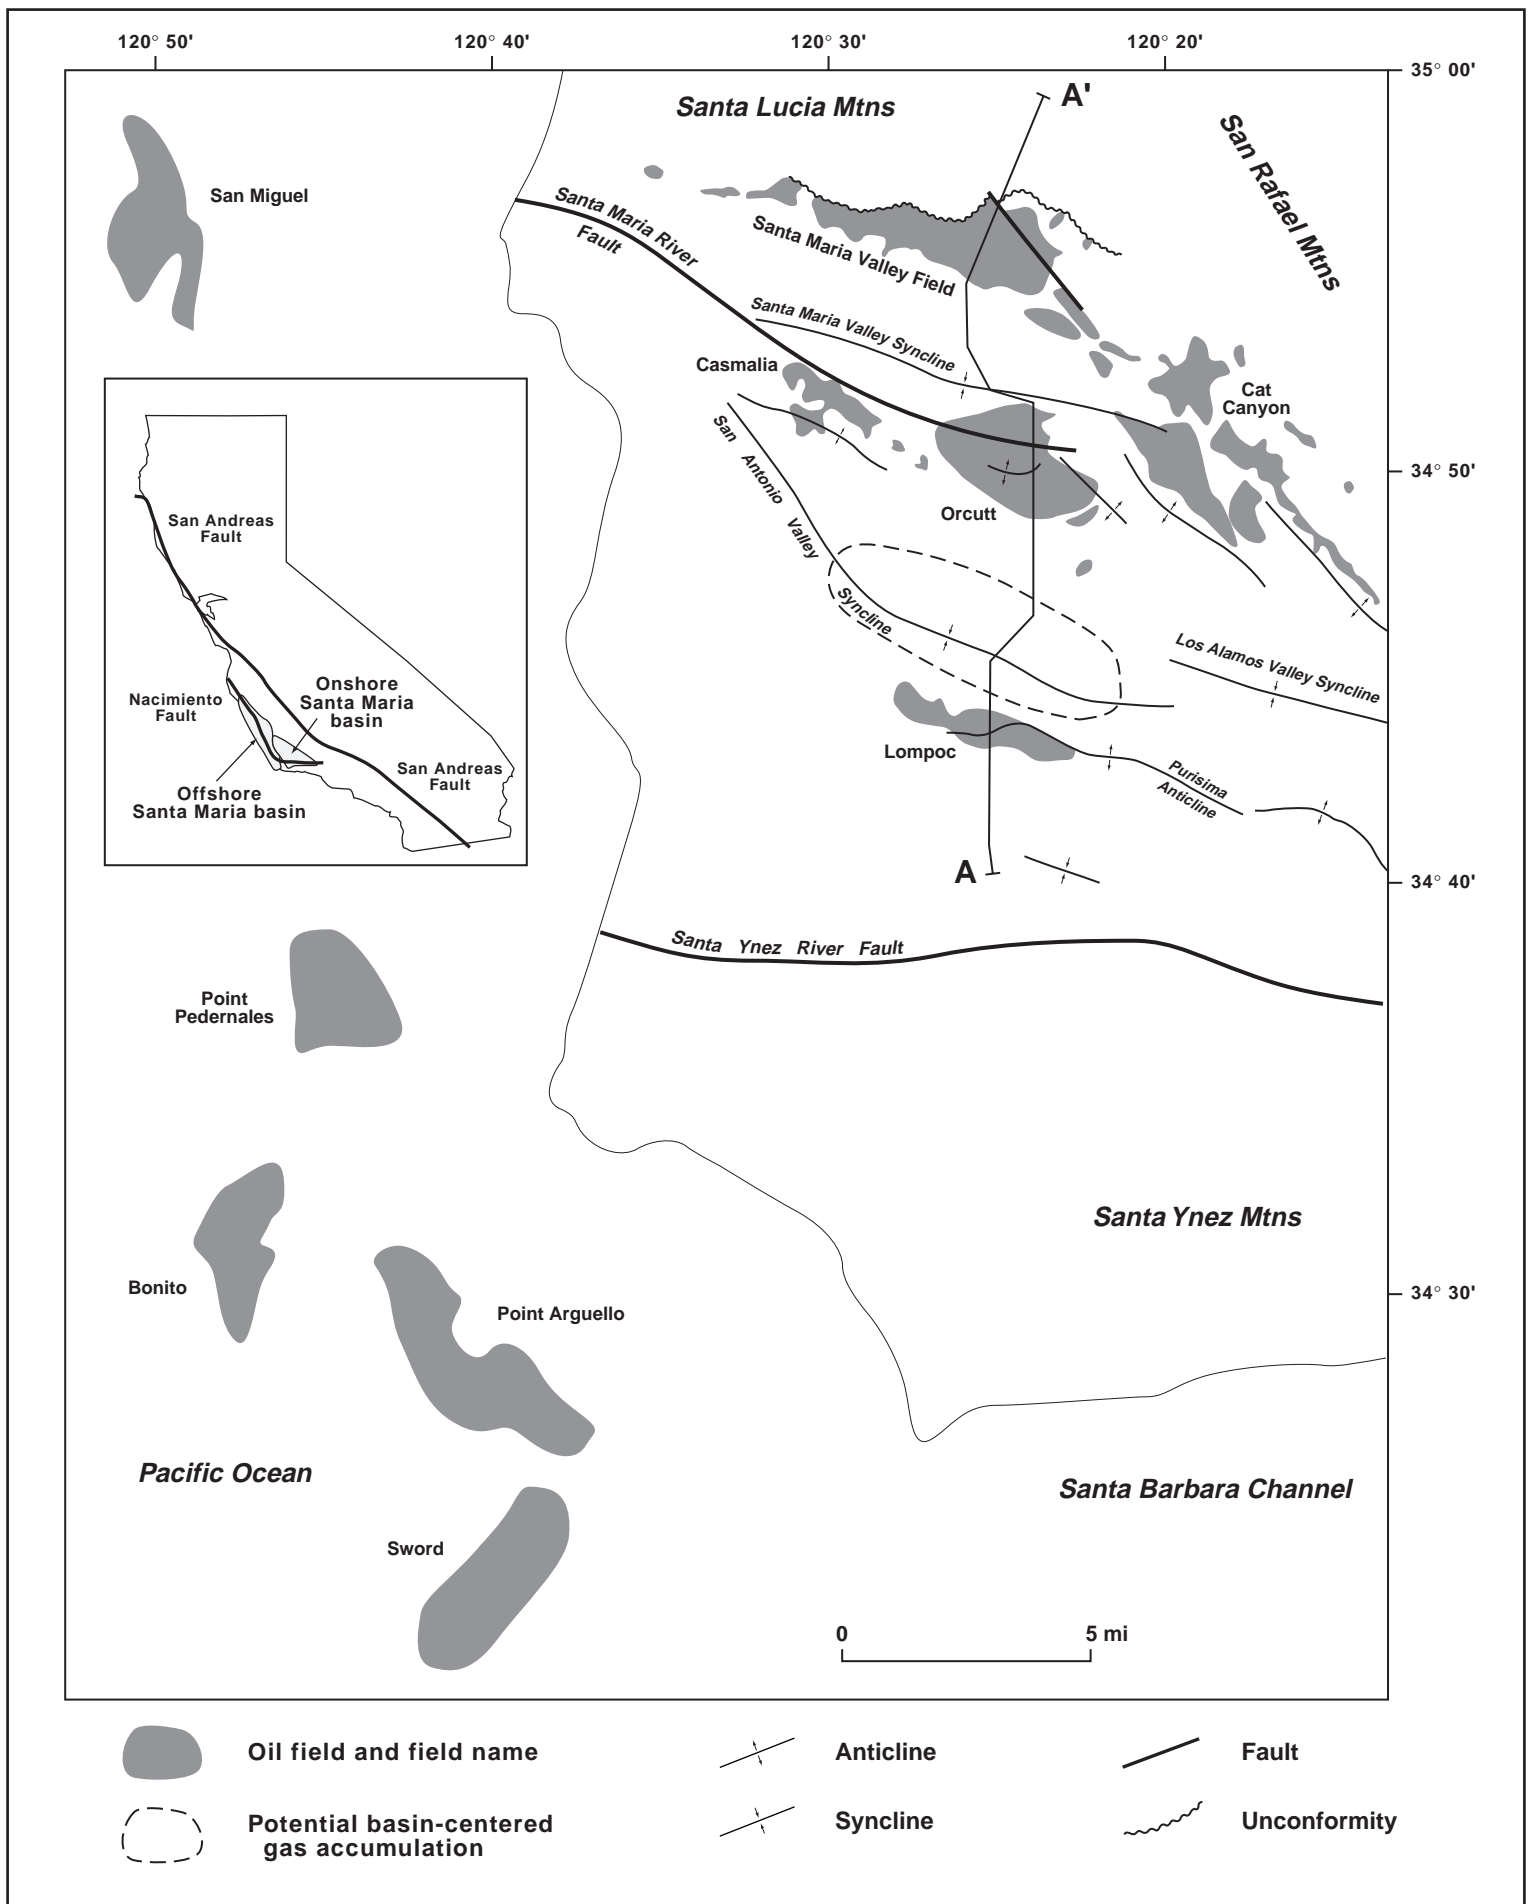 120° 50'
120° 40'
120° 30'
120° 20'
35° 00'
Santa Lucia Mtns
A'
San Rafael Mtns
San Miguel
Santa Maria River
Fault
Santa Maria Valley Field
Santa Maria Valley Syncline
Casmalia
Cat
Canyon
San Antonio Valley
Syncline
34° 50'
Orcutt
San Andreas
Fault
Nacimiento
Fault
Onshore
Santa Maria
basin
San Andreas
Fault
Offshore
Santa Maria basin
Los Alamos Valley Syncline
Lompoc
Purisima
Anticline
A
34° 40'
Santa Ynez River Fault
Point
Pedernales
Santa Ynez Mtns
Bonito
34° 30'
Point Arguello
Pacific Ocean
Santa Barbara Channel
Sword
0
5 mi
Oil field and field name
Anticline
Fault
Potential basin-centered
gas accumulation
Syncline
Unconformity